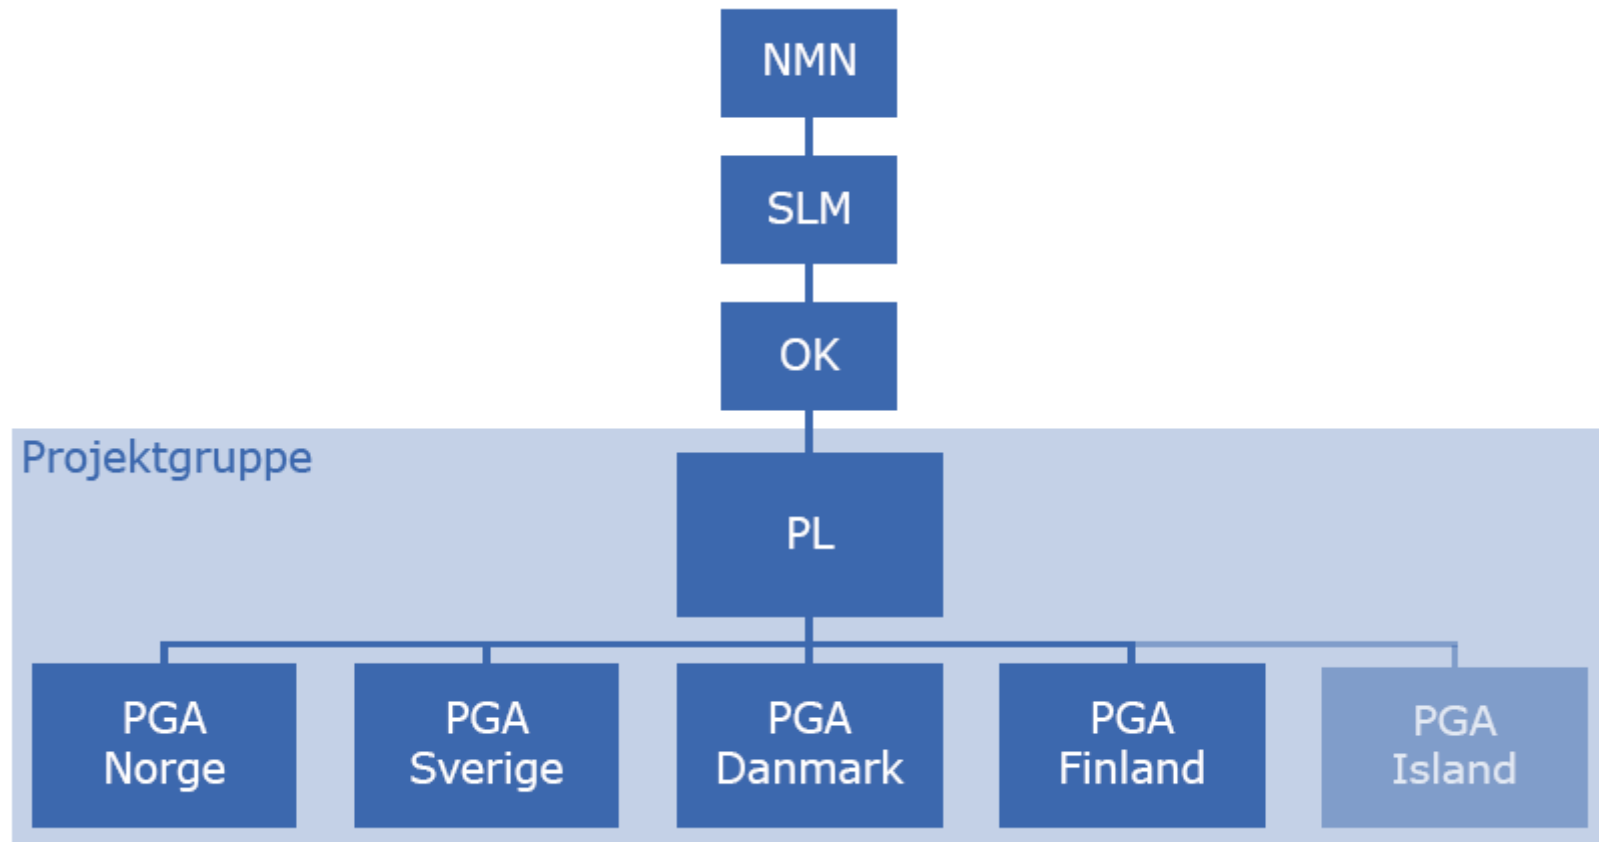 NMN
SLM
OK
Projektgruppe
PL
PGA
Norge
PGA
Sverige
PGA
Danmark
PGA
Finland
PGA
Island